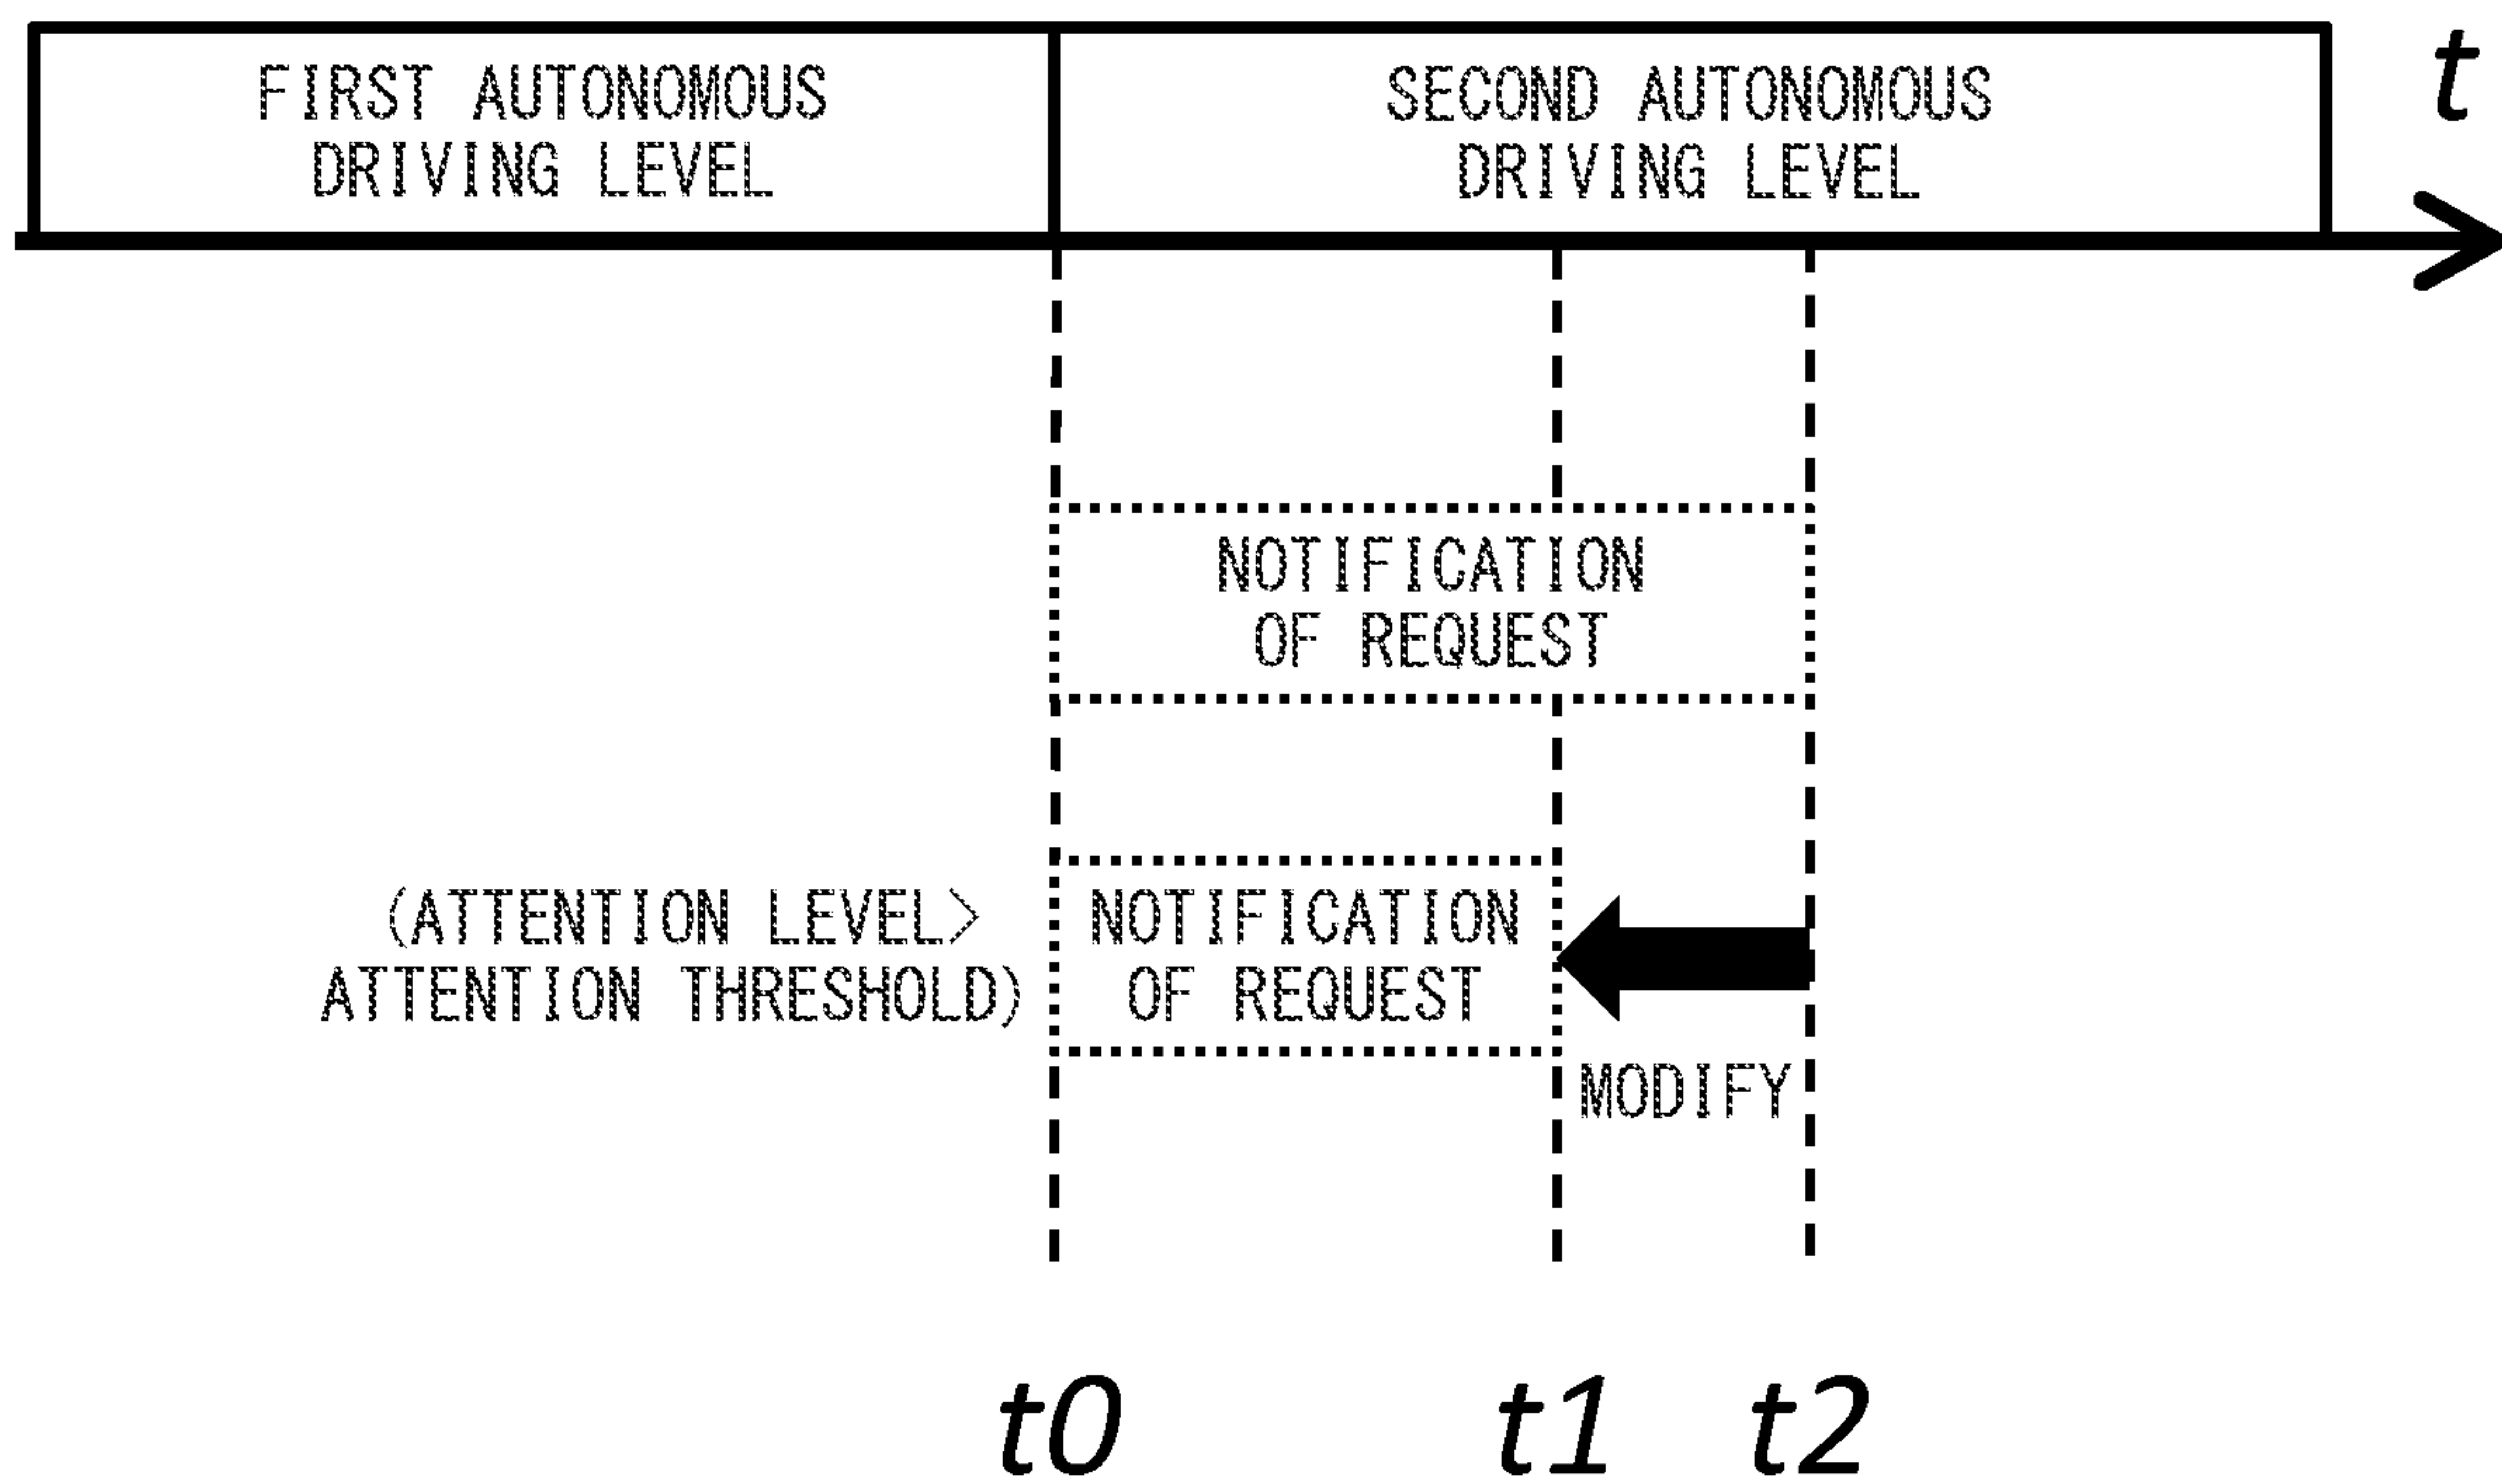 FIRST AUTONOMOUS
DRIVING LEVEL
SECOND AUTONOMOUS
DRIVING LEVEL
t
NOTIFICATION
OF REQUEST
(ATTENTION LEVEL>
ATTENTION THRESHOLD)
NOTIFICATION
OF REQUEST
MODIFY
t0
t1
t2